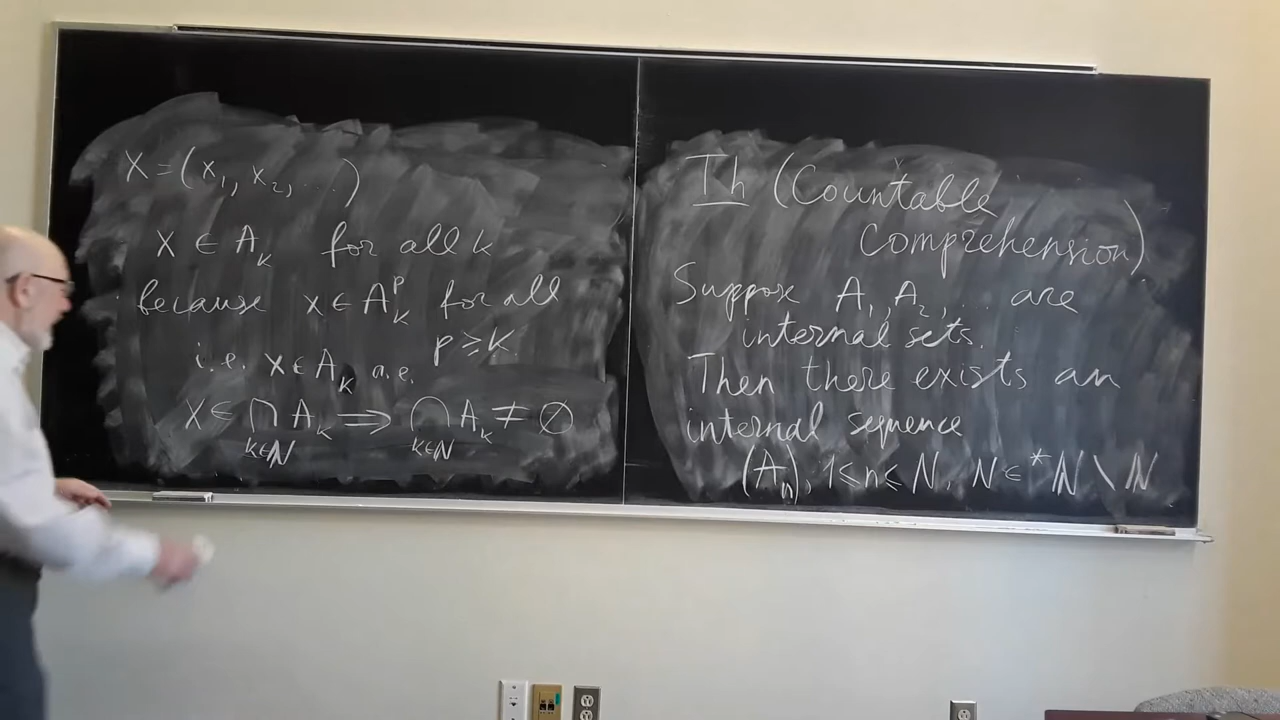 X = (x₁, x₂, ...)
X ∈ A_k for all k
because x ∈ A_k^p for all
p ≥ k
i.e. x ∈ A_k a.e.
X ∈ ⋂_{k∈ℕ} A_k ⟹ ⋂_{k∈ℕ} A_k ≠ ∅
Th (Countable
Comprehension)
Suppose A₁, A₂, ... are
internal sets.
Then there exists an
internal sequence
(A_n), 1 ≤ n ≤ N, N ∈ *ℕ \ ℕ